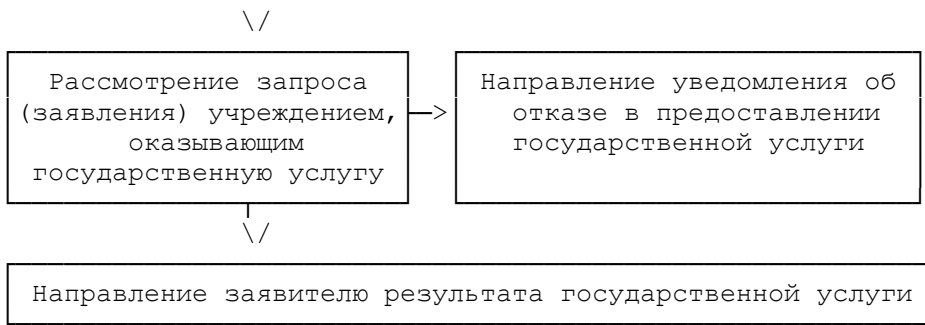 Рассмотрение запроса
(заявления) учреждением,
оказывающим
государственную услугу
Направление уведомления об
отказе в предоставлении
государственной услуги
Направление заявителю результата государственной услуги